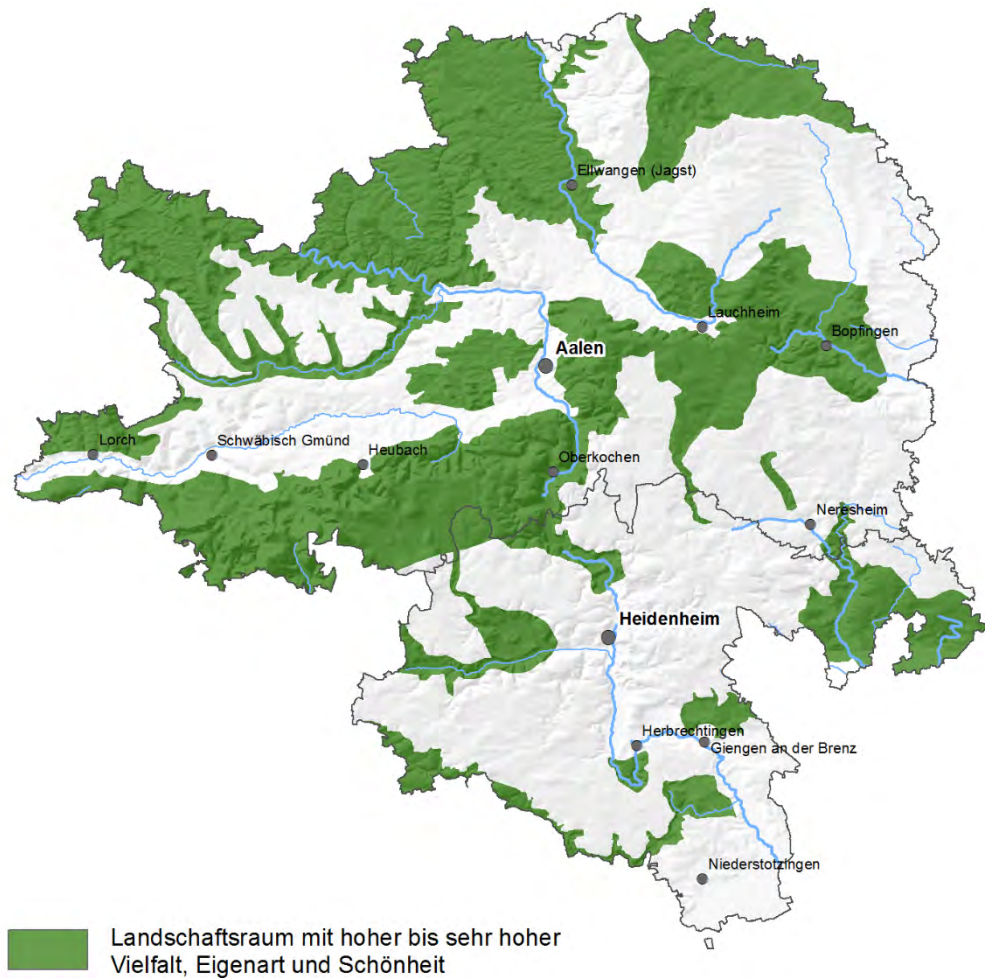 Ellwangen (Jagst)
Lauchheim
Bopfingen
Aalen
Lorch
Schwäbisch Gmünd
Heubach
Oberkochen
Neresheim
Heidenheim
Herbrechtingen
Giengen an der Brenz
Niederstotzingen
Landschaftsraum mit hoher bis sehr hoher
Vielfalt, Eigenart und Schönheit